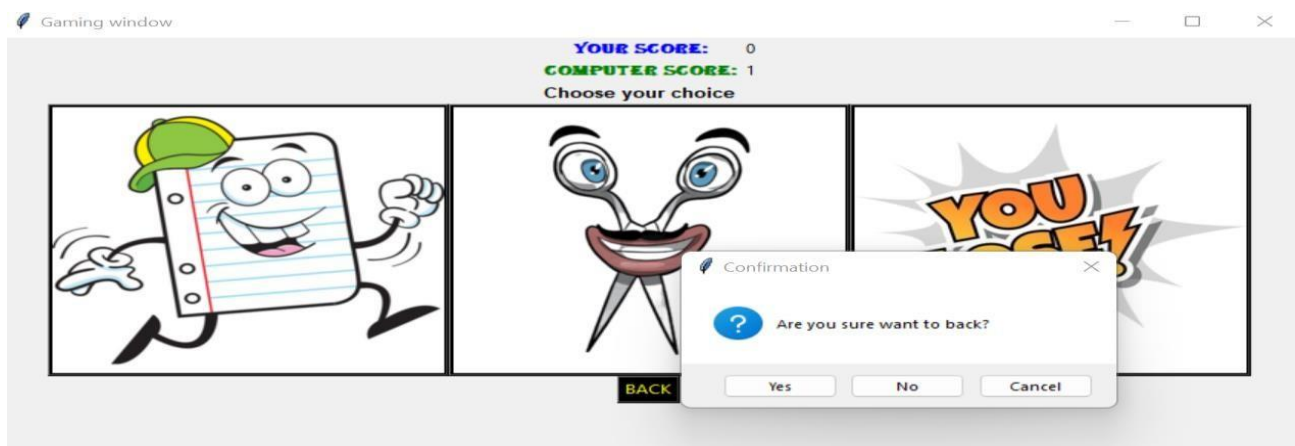 Gaming window
YOUR SCORE: 0
COMPUTER SCORE: 1
Choose your choice
YOU
Confirmation
Are you sure want to back?
Yes No Cancel
BACK